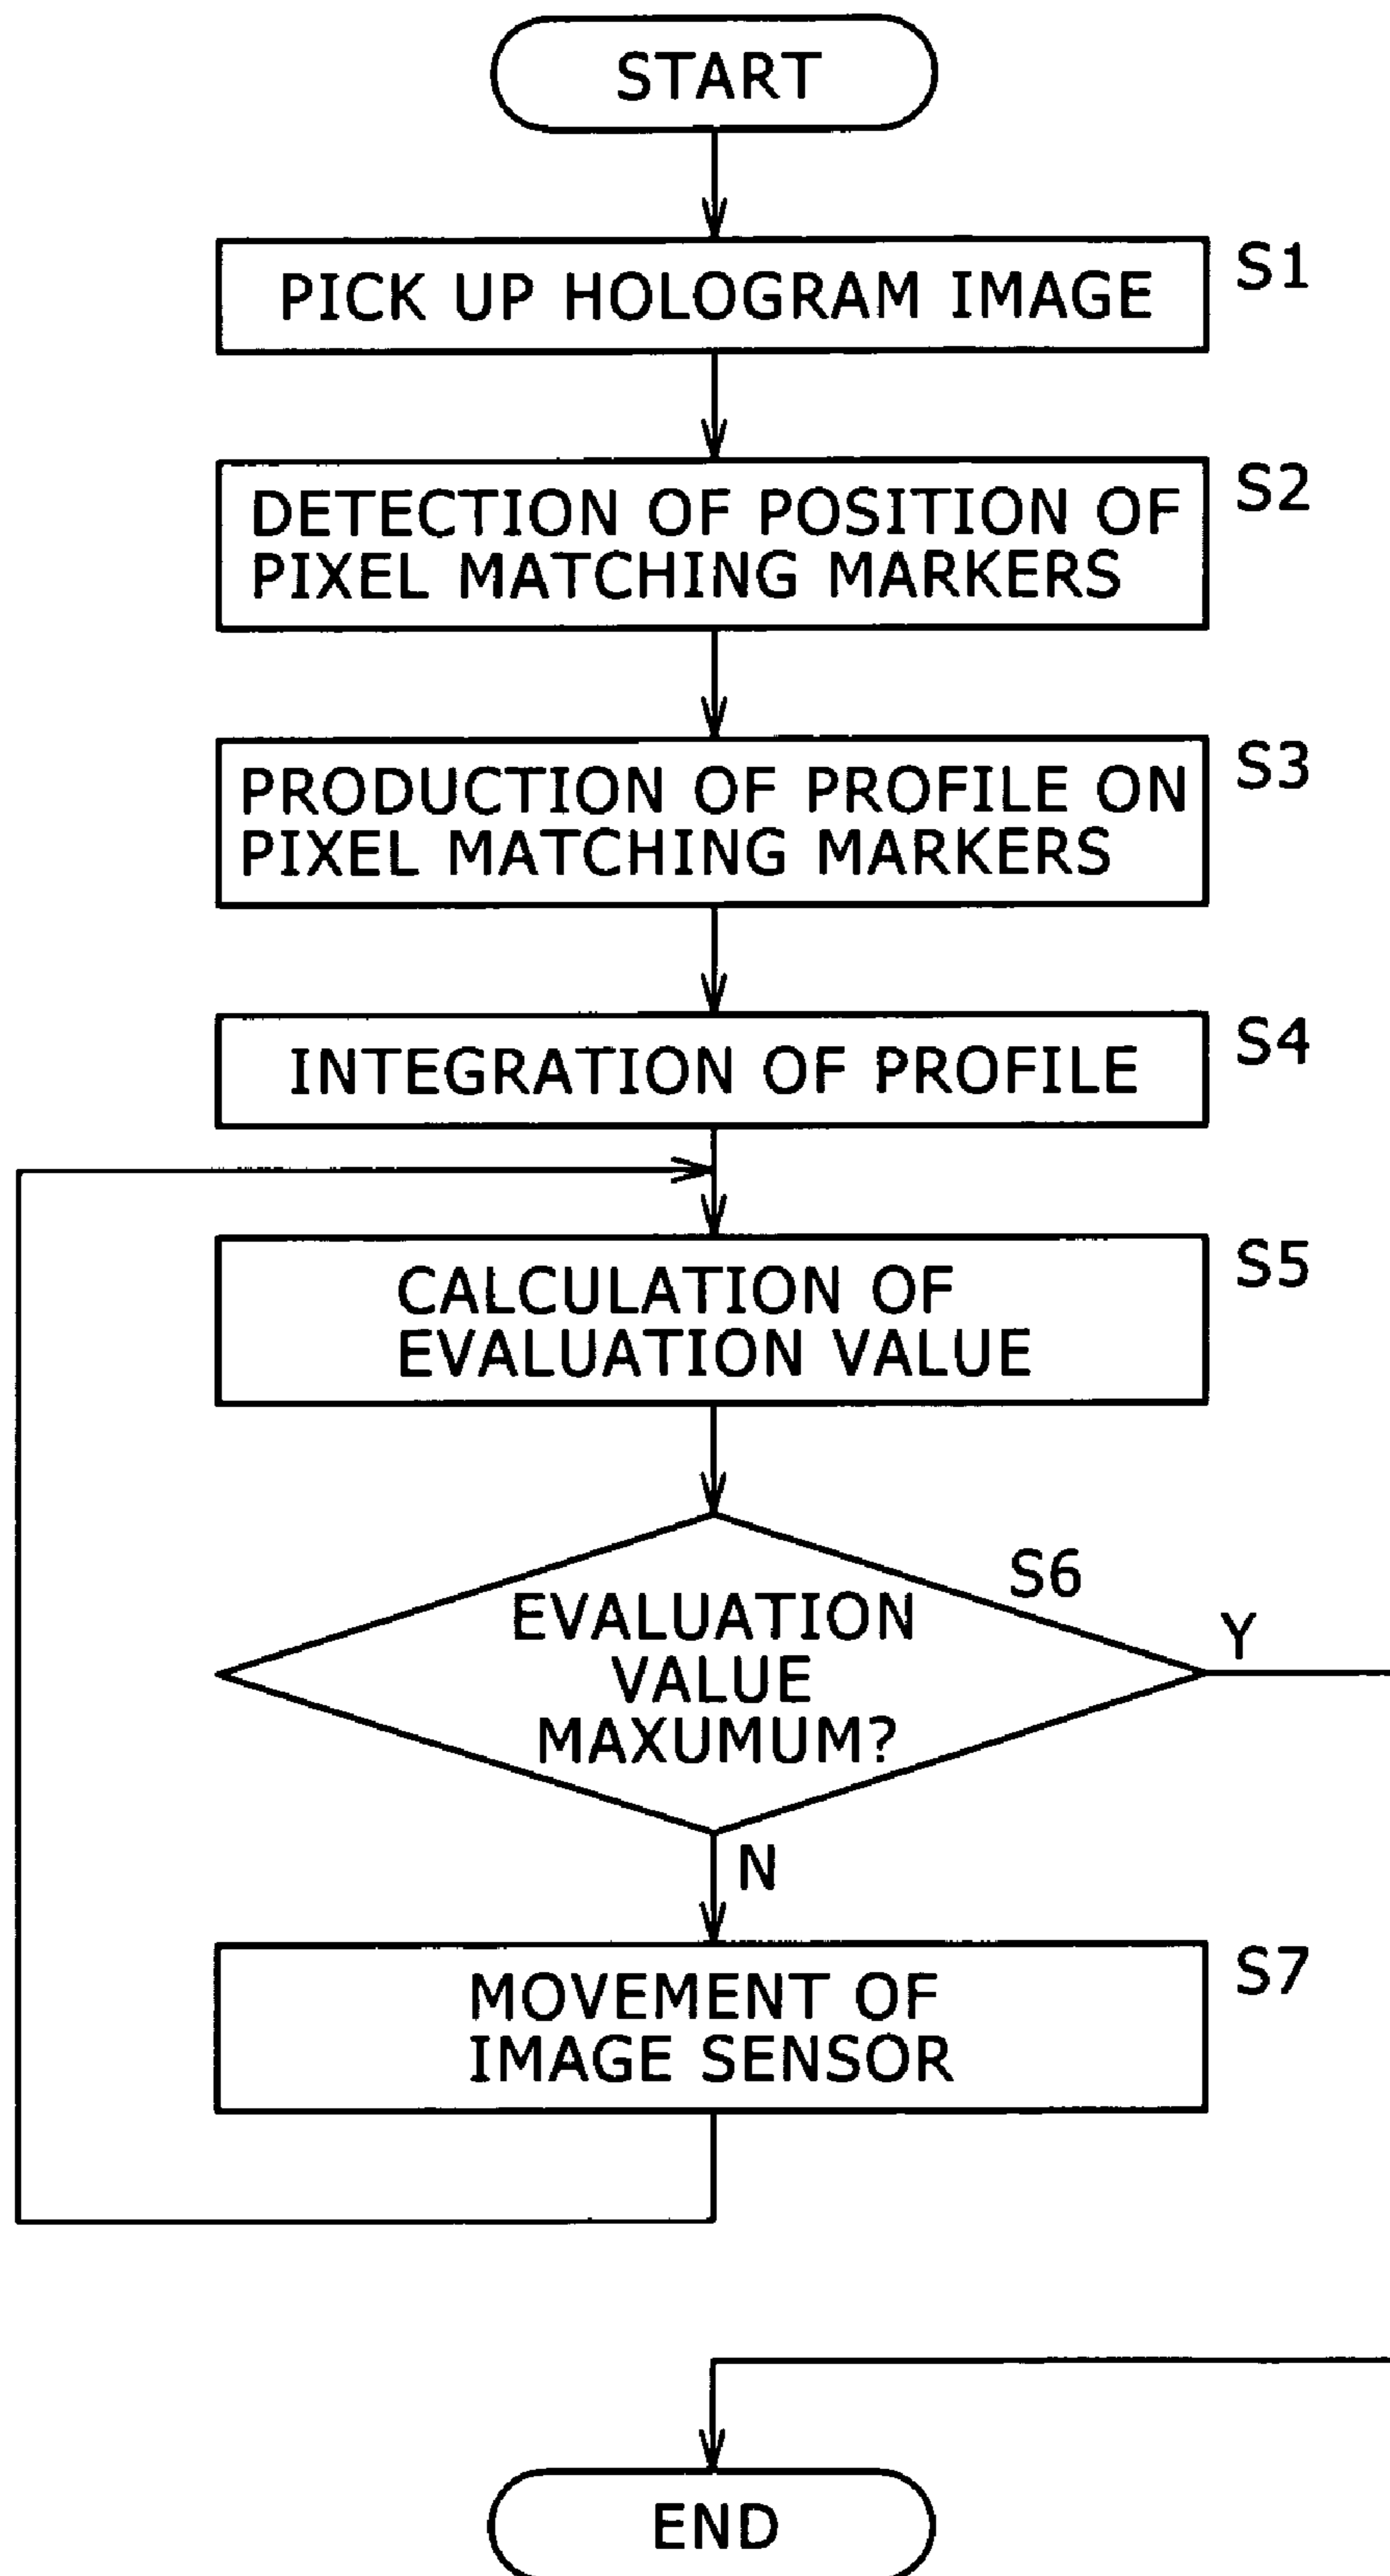 START
PICK UP HOLOGRAM IMAGE
S1
DETECTION OF POSITION OF
PIXEL MATCHING MARKERS
S2
PRODUCTION OF PROFILE ON
PIXEL MATCHING MARKERS
S3
INTEGRATION OF PROFILE
S4
CALCULATION OF
EVALUATION VALUE
S5
EVALUATION
VALUE
MAXUMUM?
S6
Y
N
MOVEMENT OF
IMAGE SENSOR
S7
END